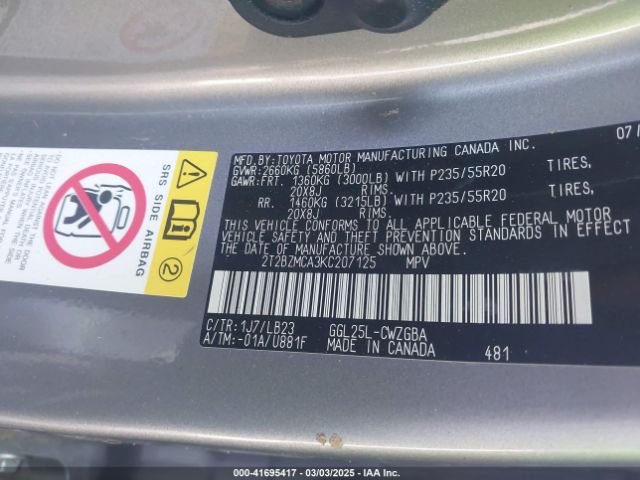 MFD. BY:TOYOTA MOTOR MANUFACTURING CANADA INC. 07/
GVWR:2660KG (5860LB)
GAWR:FRT. 1360KG (3000LB) WITH P235/55R20 TIRES,
20X8J RIMS.
RR. 1460KG (3215LB) WITH P235/55R20 TIRES,
20X8J RIMS.
THIS VEHICLE CONFORMS TO ALL APPLICABLE FEDERAL MOTOR
VEHICLE SAFETY AND THEFT PREVENTION STANDARDS IN EFFECT
ON THE DATE OF MANUFACTURE SHOWN ABOVE.
2T2BZMCA3KC207125 MPV
C/TR:1J7/LB23 GGL25L-CWZGBA
A/TM:-01A/U881F MADE IN CANADA 481
SRS SIDE AIRBAG
2
ID#: 41695417 - 03/03/2025 - IAA, Inc.